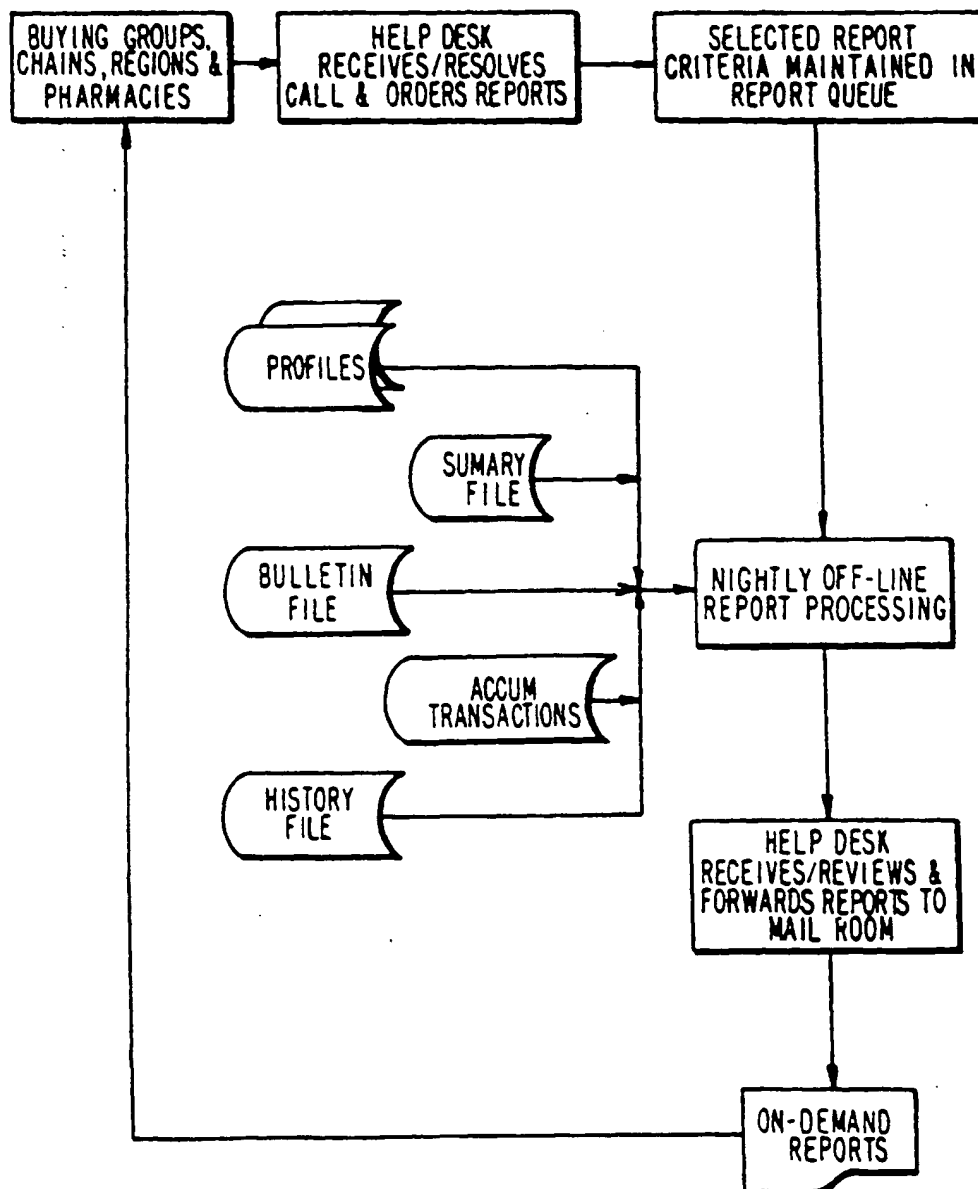 BUYING GROUPS,
CHAINS, REGIONS &
PHARMACIES
HELP DESK
RECEIVES/RESOLVES
CALL & ORDERS REPORTS
SELECTED REPORT
CRITERIA MAINTAINED IN
REPORT QUEUE
PROFILES
SUMARY
FILE
BULLETIN
FILE
NIGHTLY OFF-LINE
REPORT PROCESSING
ACCUM
TRANSACTIONS
HISTORY
FILE
HELP DESK
RECEIVES/REVIEWS &
FORWARDS REPORTS TO
MAIL ROOM
ON-DEMAND
REPORTS